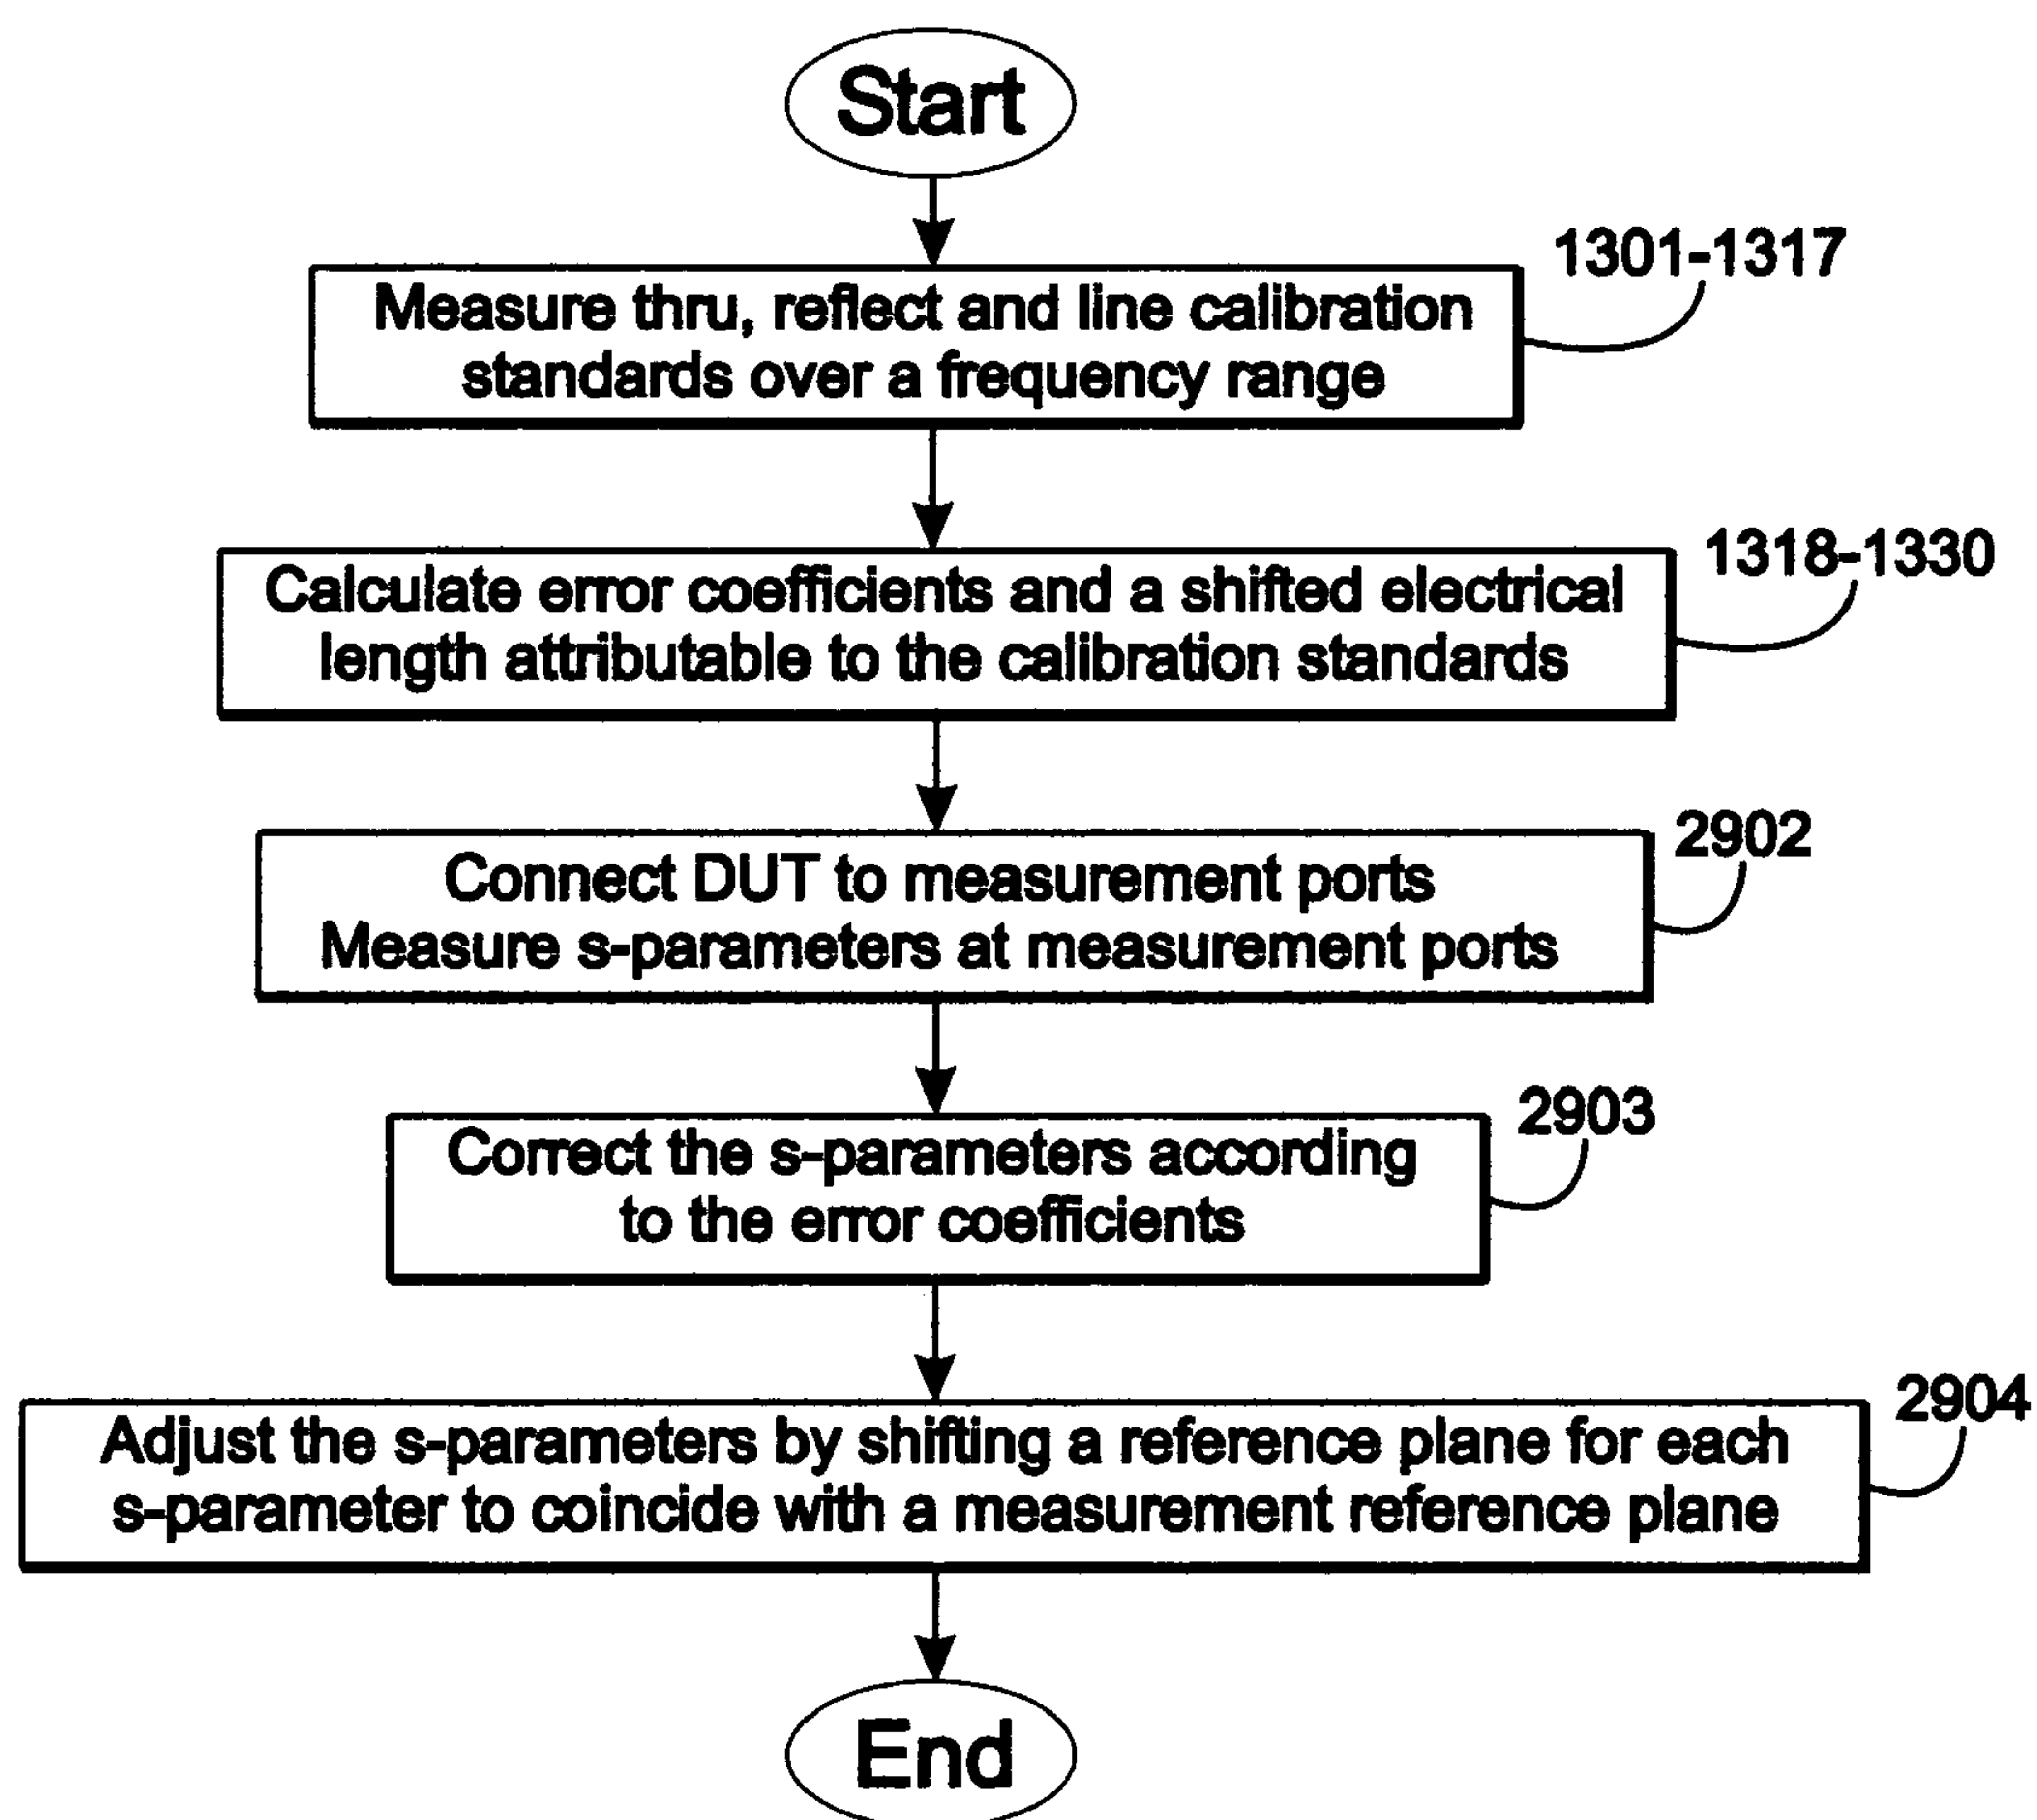 Start
1301-1317
Measure thru, reflect and line calibration
standards over a frequency range
1318-1330
Calculate error coefficients and a shifted electrical
length attributable to the calibration standards
2902
Connect DUT to measurement ports
Measure s-parameters at measurement ports
2903
Correct the s-parameters according
to the error coefficients
2904
Adjust the s-parameters by shifting a reference plane for each
s-parameter to coincide with a measurement reference plane
End